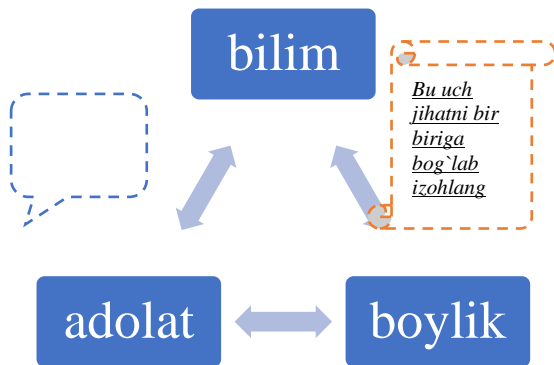 bilim
Bu uch
jihatni bir
biriga
bog`lab
izohlang
adolat
boylik